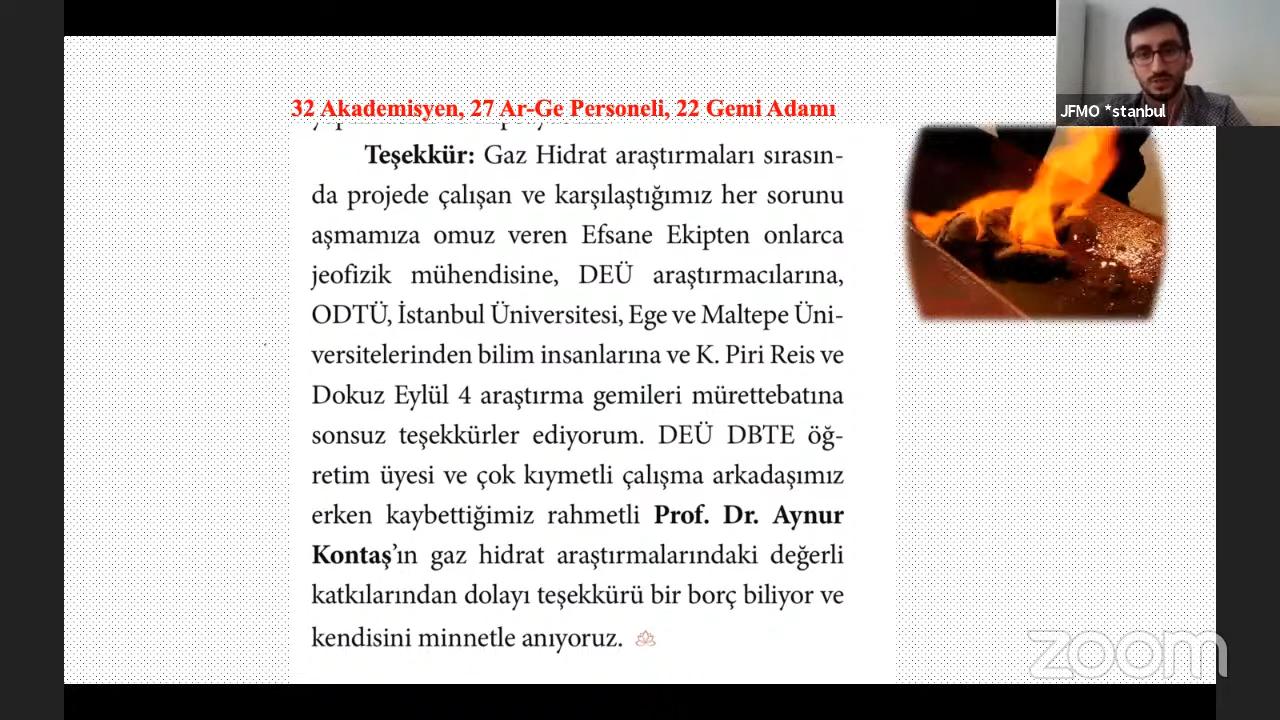 32 Akademisyen, 27 Ar-Ge Personeli, 22 Gemi Adamı
JFMO *stanbul
Teşekkür: Gaz Hidrat araştırmaları sırasın-
da projede çalışan ve karşılaştığımız her sorunu
aşmamıza omuz veren Efsane Ekipten onlarca
jeofizik mühendisine, DEÜ araştırmacılarına,
ODTÜ, İstanbul Üniversitesi, Ege ve Maltepe Üni-
versitelerinden bilim insanlarına ve K. Piri Reis ve
Dokuz Eylül 4 araştırma gemileri mürettebatına
sonsuz teşekkürler ediyorum. DEÜ DBTE öğ-
retim üyesi ve çok kıymetli çalışma arkadaşımız
erken kaybettiğimiz rahmetli Prof. Dr. Aynur
Kontaş'ın gaz hidrat araştırmalarındaki değerli
katkılarından dolayı teşekkürü bir borç biliyor ve
kendisini minnetle anıyoruz.
zoom